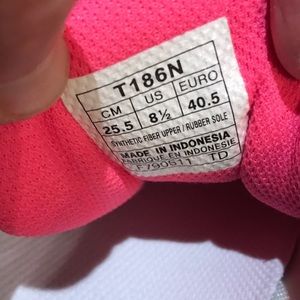 T186N
CM US EURO
25.5 8½ 40.5
SYNTHETIC FIBER UPPER / RUBBER SOLE
MADE IN INDONESIA
FABRIQUE EN INDONESIE
F790511 TD